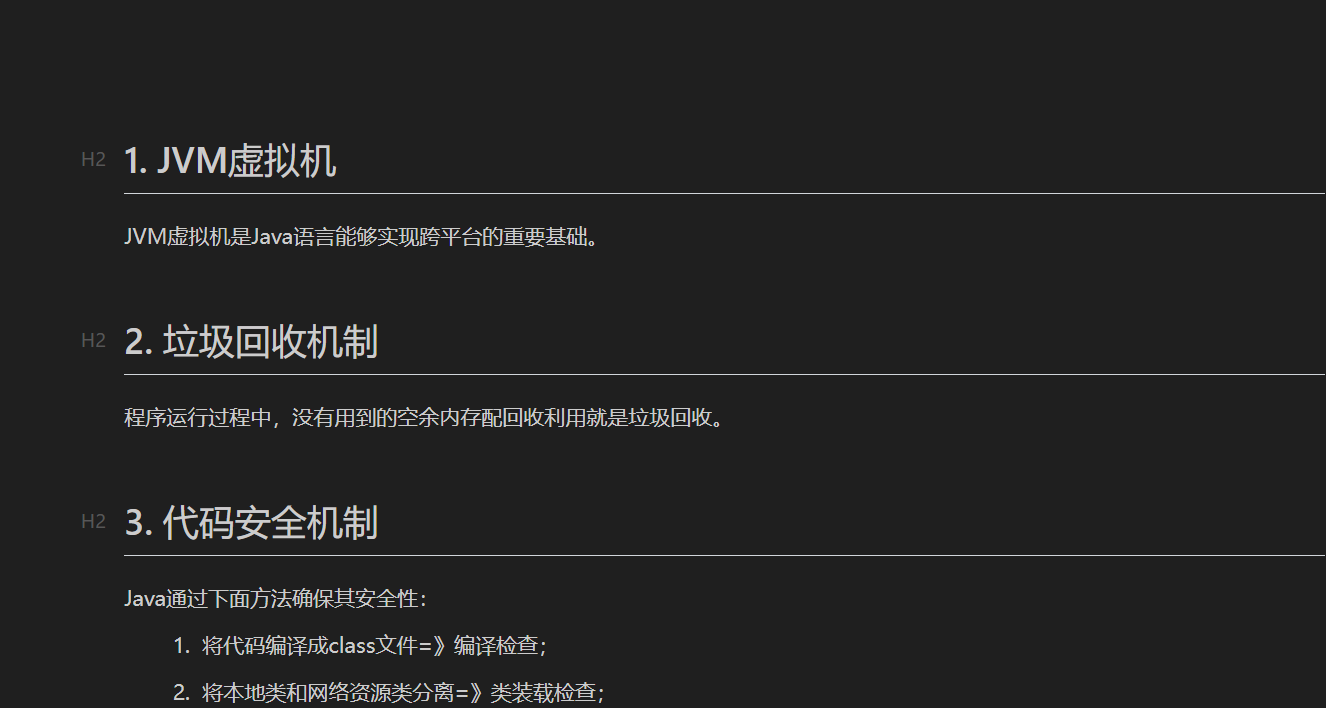 H2 1. JVM虚拟机
JVM虚拟机是Java语言能够实现跨平台的重要基础。
H2 2. 垃圾回收机制
程序运行过程中，没有用到的空余内存配回收利用就是垃圾回收。
H2 3. 代码安全机制
Java通过下面方法确保其安全性：
1. 将代码编译成class文件=》编译检查；
2. 将本地类和网络资源类分离=》类装载检查；